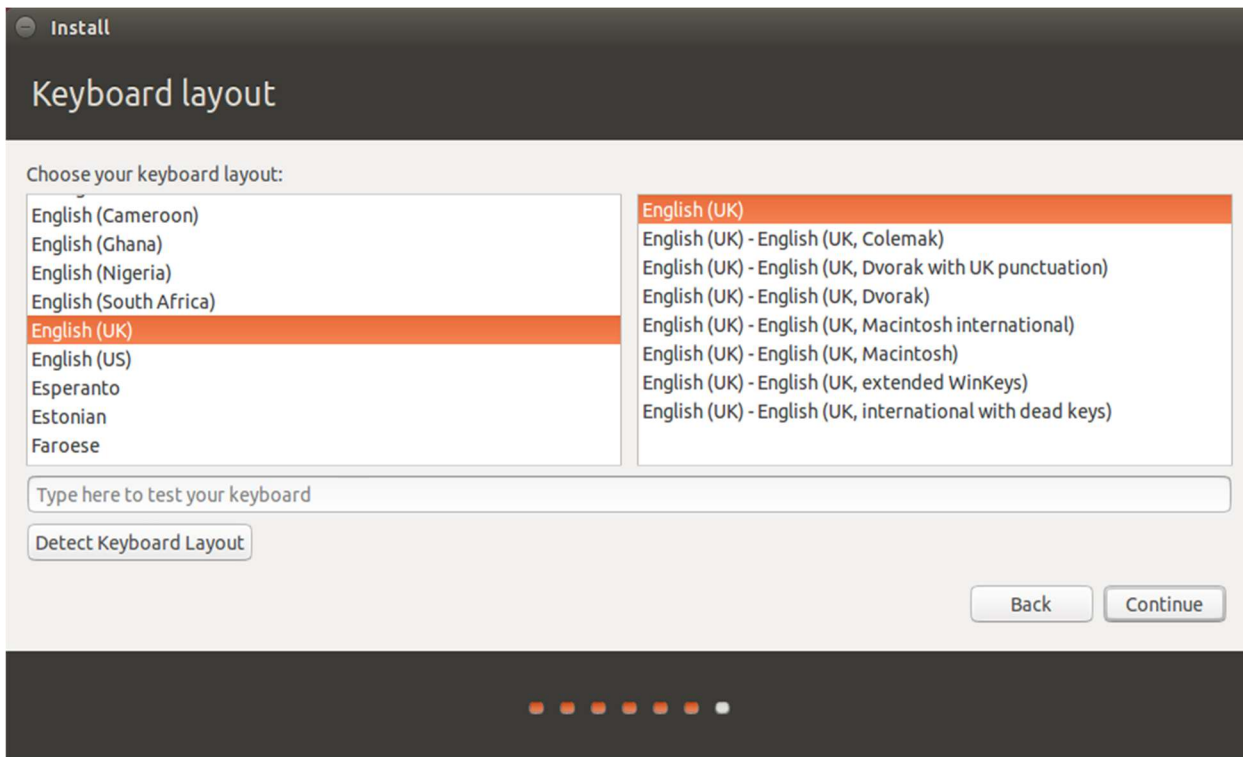 Install
Keyboard layout
Choose your keyboard layout:
English (Cameroon)
English (Ghana)
English (Nigeria)
English (South Africa)
English (UK)
English (US)
Esperanto
Estonian
Faroese
English (UK)
English (UK) - English (UK, Colemak)
English (UK) - English (UK, Dvorak with UK punctuation)
English (UK) - English (UK, Dvorak)
English (UK) - English (UK, Macintosh international)
English (UK) - English (UK, Macintosh)
English (UK) - English (UK, extended WinKeys)
English (UK) - English (UK, international with dead keys)
Type here to test your keyboard
Detect Keyboard Layout
Back
Continue